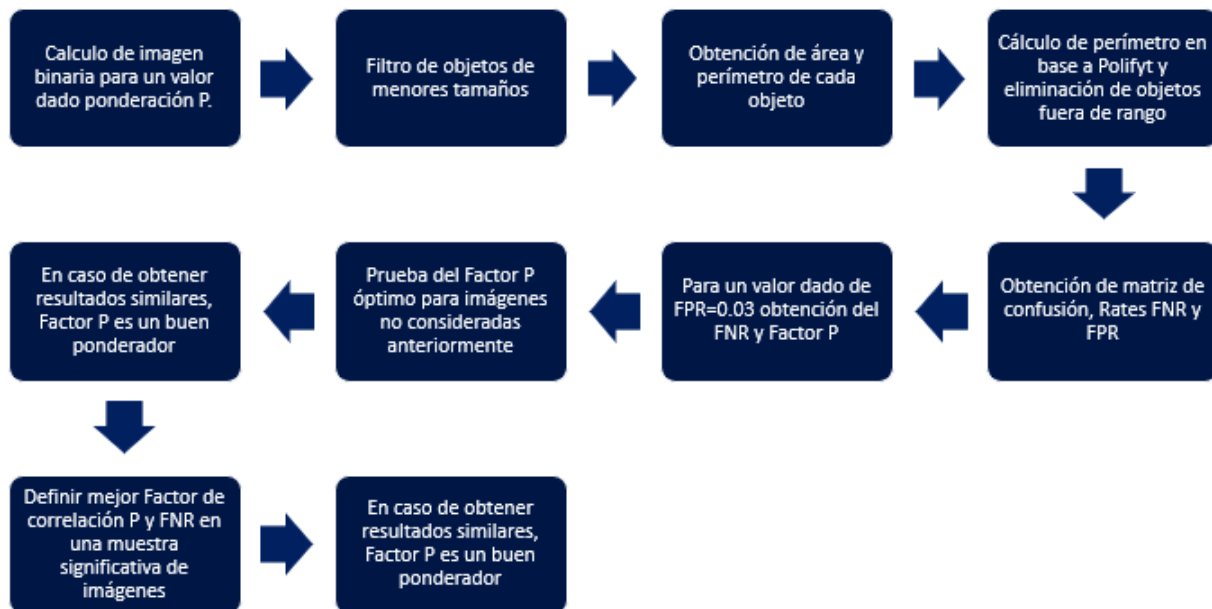 Calculo de imagen
binaria para un valor
dado ponderación P.
Filtro de objetos de
menores tamaños
Obtención de área y
perímetro de cada
objeto
Cálculo de perímetro en
base a Polifyt y
eliminación de objetos
fuera de rango
Obtención de matriz de
confusión, Rates FNR y
FPR
Para un valor dado de
FPR=0.03 obtención del
FNR y Factor P
Prueba del Factor P
óptimo para imágenes
no consideradas
anteriormente
En caso de obtener
resultados similares,
Factor P es un buen
ponderador
Definir mejor Factor de
correlación P y FNR en
una muestra
significativa de
imágenes
En caso de obtener
resultados similares,
Factor P es un buen
ponderador